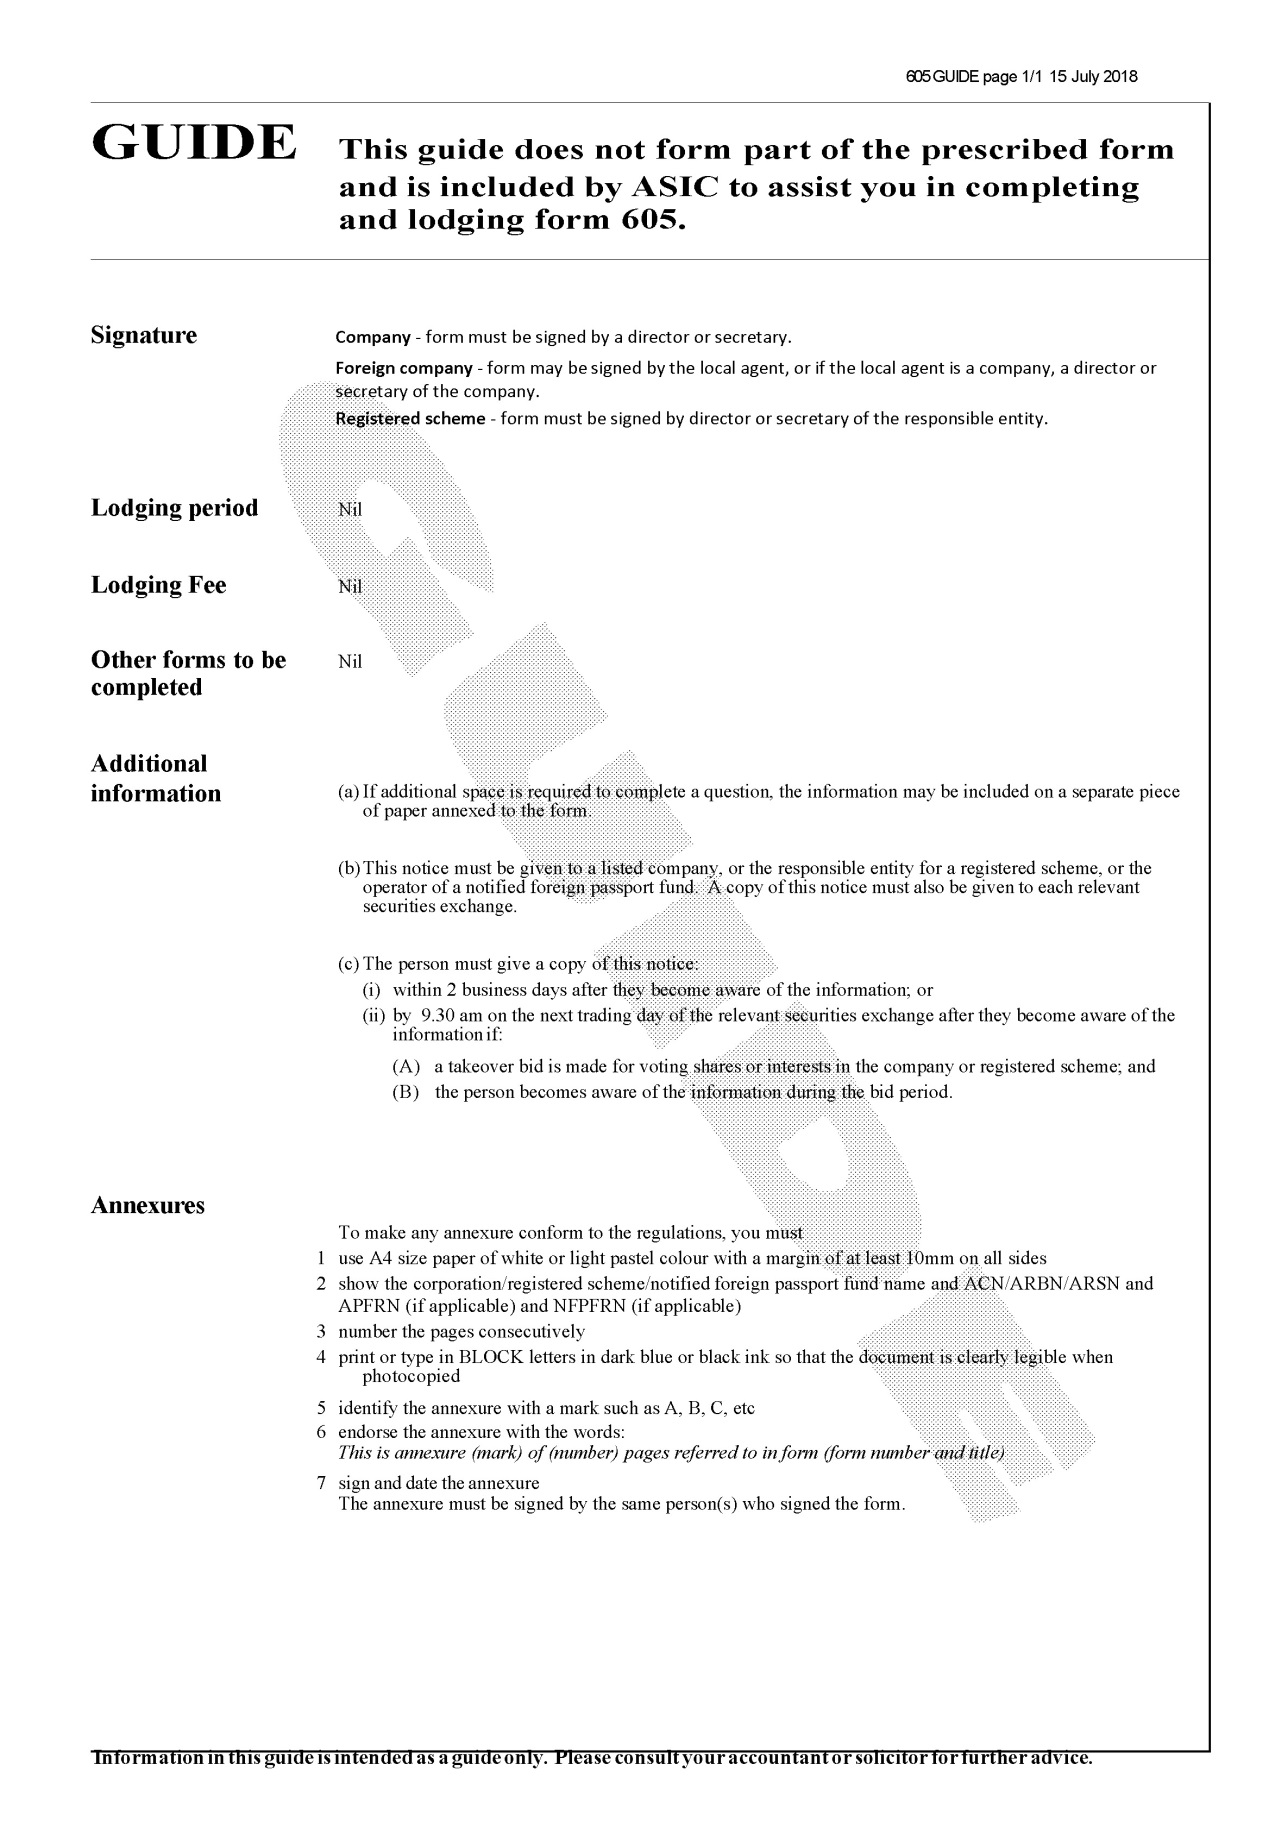 605 GUIDE page 1/1 15 July 2018
GUIDE
This guide does not form part of the prescribed form
and is included by ASIC to assist you in completing
and lodging form 605.
Signature
Company - form must be signed by a director or secretary.
Foreign company - form may be signed by the local agent, or if the local agent is a company, a director or
secretary of the company.
Registered scheme - form must be signed by director or secretary of the responsible entity.
Lodging period
Nil
Lodging Fee
Nil
Other forms to be
completed
Nil
Additional
information
(a) If additional space is required to complete a question, the information may be included on a separate piece
of paper annexed to the form.
(b) This notice must be given to a listed company, or the responsible entity for a registered scheme, or the
operator of a notified foreign passport fund. A copy of this notice must also be given to each relevant
securities exchange.
(c) The person must give a copy of this notice:
(i) within 2 business days after they become aware of the information; or
(ii) by 9.30 am on the next trading day of the relevant securities exchange after they become aware of the
information if:
(A) a takeover bid is made for voting shares or interests in the company or registered scheme; and
(B) the person becomes aware of the information during the bid period.
Annexures
To make any annexure conform to the regulations, you must
1 use A4 size paper of white or light pastel colour with a margin of at least 10mm on all sides
2 show the corporation/registered scheme/notified foreign passport fund name and ACN/ARBN/ARSN and
APFRN (if applicable) and NFPFRN (if applicable)
3 number the pages consecutively
4 print or type in BLOCK letters in dark blue or black ink so that the document is clearly legible when
photocopied
5 identify the annexure with a mark such as A, B, C, etc
6 endorse the annexure with the words:
This is annexure (mark) of (number) pages referred to in form (form number and title)
7 sign and date the annexure
The annexure must be signed by the same person(s) who signed the form.
GUIDE
Information in this guide is intended as a guide only. Please consult your accountant or solicitor for further advice.